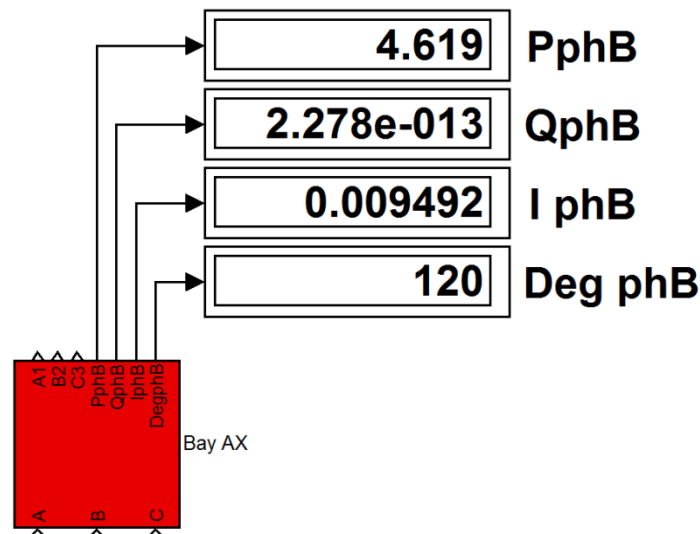 4.619 PphB
2.278e-013 QphB
0.009492 I phB
120 Deg phB
A1
B2
C3
PphB
QphB
IphB
DegphB
Bay AX
A
B
C